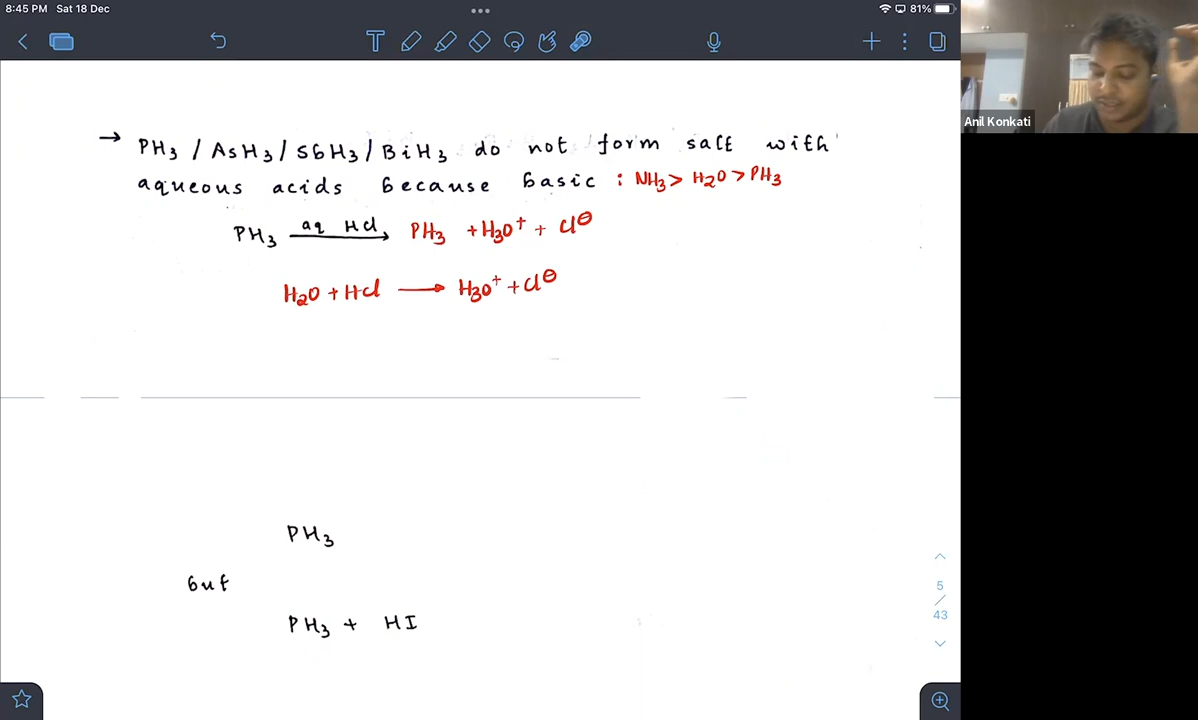 8:45 PM Sat 18 Dec
81%
Anil Konkati
→ PH₃ / AsH₃ / SbH₃ / BiH₃ do not form salt with
aqueous acids because basic : NH₃ > H₂O > PH₃
PH₃ aq HCl → PH₃ + H₃O⁺ + Cl⊖
H₂O + HCl → H₃O⁺ + Cl⊖
PH₃
but
PH₃ + HI
5
/
43